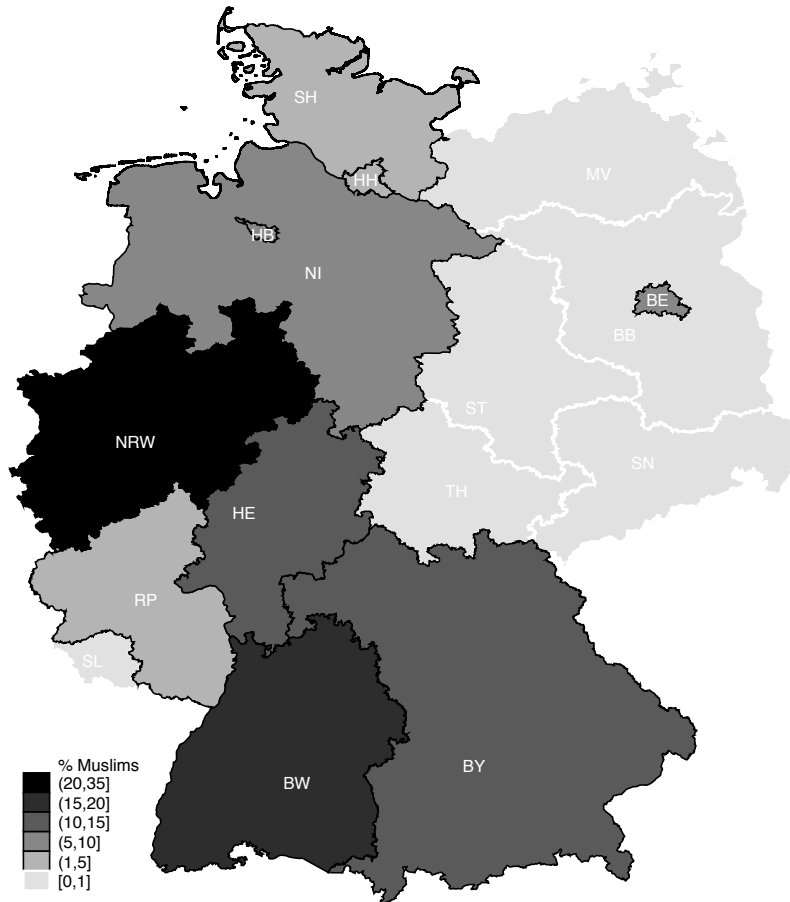 SH
MV
HH
HB
NI
BE
BB
ST
NRW
SN
TH
HE
RP
SL
BY
BW
% Muslims
(20,35]
(15,20]
(10,15]
(5,10]
(1,5]
[0,1]